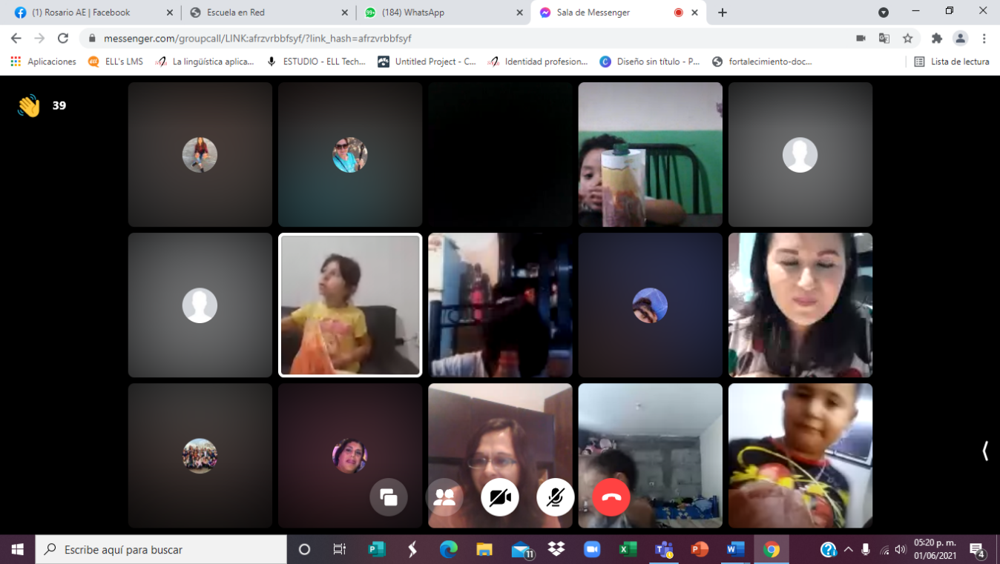 (1) Rosario AE | Facebook
Escuela en Red
99+
(184) WhatsApp
Sala de Messenger
messenger.com/groupcall/LINK:afrzvrbbfsyf/?link_hash=afrzvrbbfsyf
Aplicaciones
ELL's LMS
La lingüística aplica...
ESTUDIO - ELL Tech...
Untitled Project - C...
Identidad profesion...
Diseño sin título - P...
fortalecimiento-doc...
Lista de lectura
39
Escribe aquí para buscar
11
05:20 p. m.
01/06/2021
4